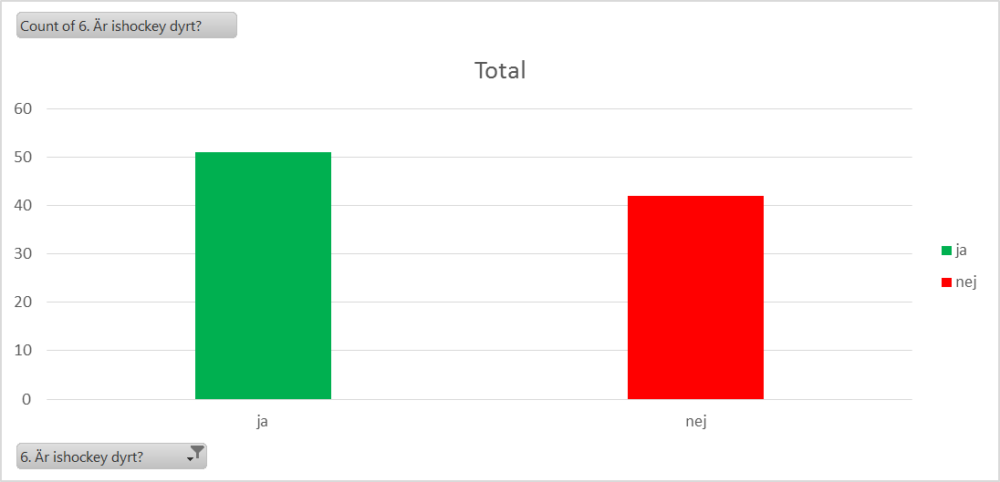 Count of 6. Är ishockey dyrt?
Total
60
50
40
30
20
10
0
ja
nej
ja
nej
6. Är ishockey dyrt?